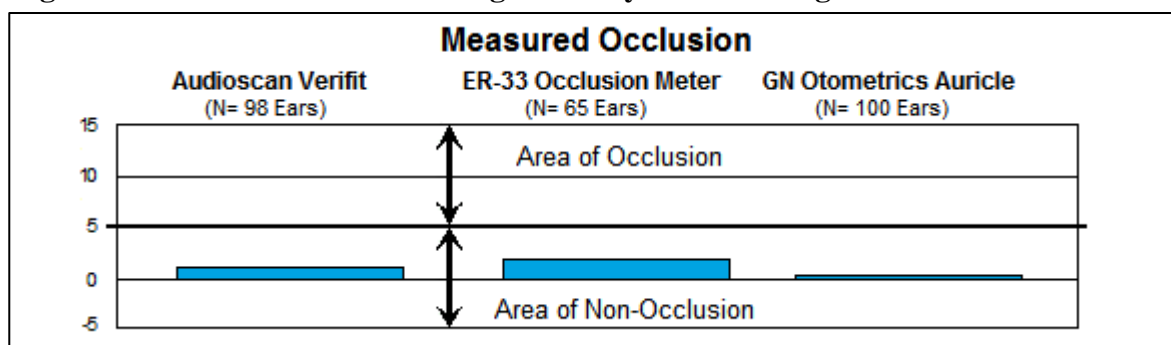 Measured Occlusion
Audioscan Verifit ER-33 Occlusion Meter GN Otometrics Auricle
(N= 98 Ears) (N= 65 Ears) (N= 100 Ears)
15
Area of Occlusion
10
5
0
Area of Non-Occlusion
-5